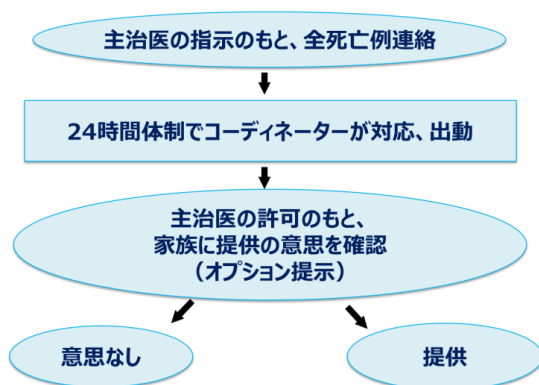 主治医の指示のもと、全死亡例連絡
24時間体制でコーディネーターが対応、出動
主治医の許可のもと、
家族に提供の意思を確認
（オプション提示）
意思なし
提供